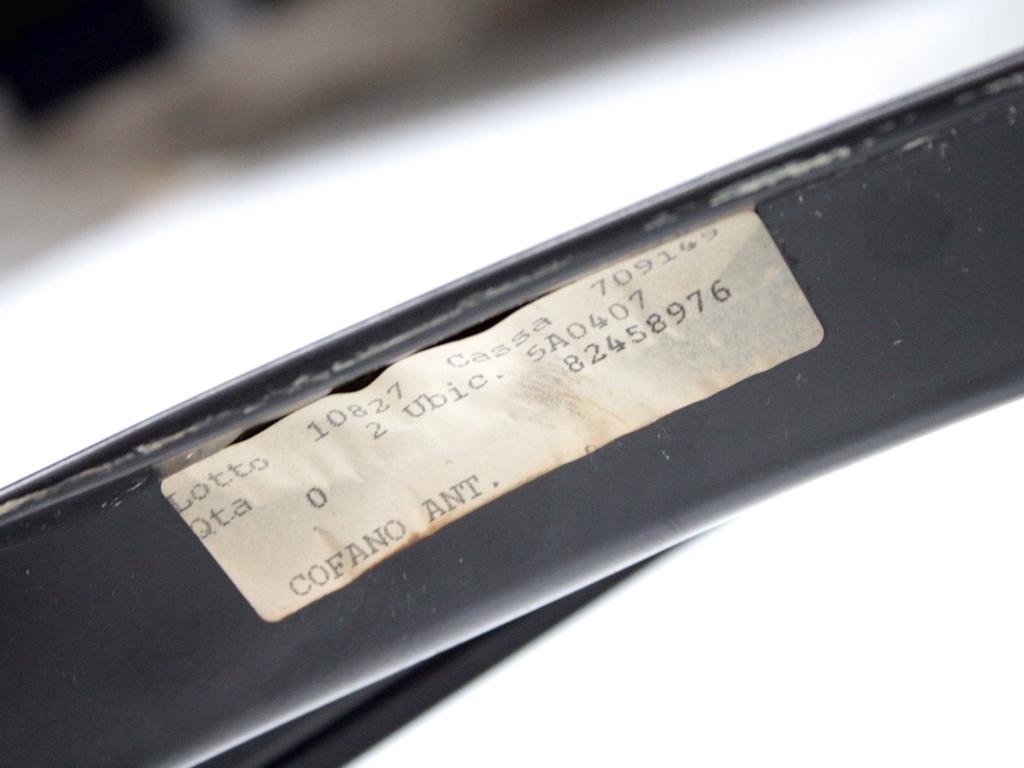 Lotto 10827 Cassa 709149
Qta 2 Ubic. 5A0407
0 82458976
COFANO ANT.